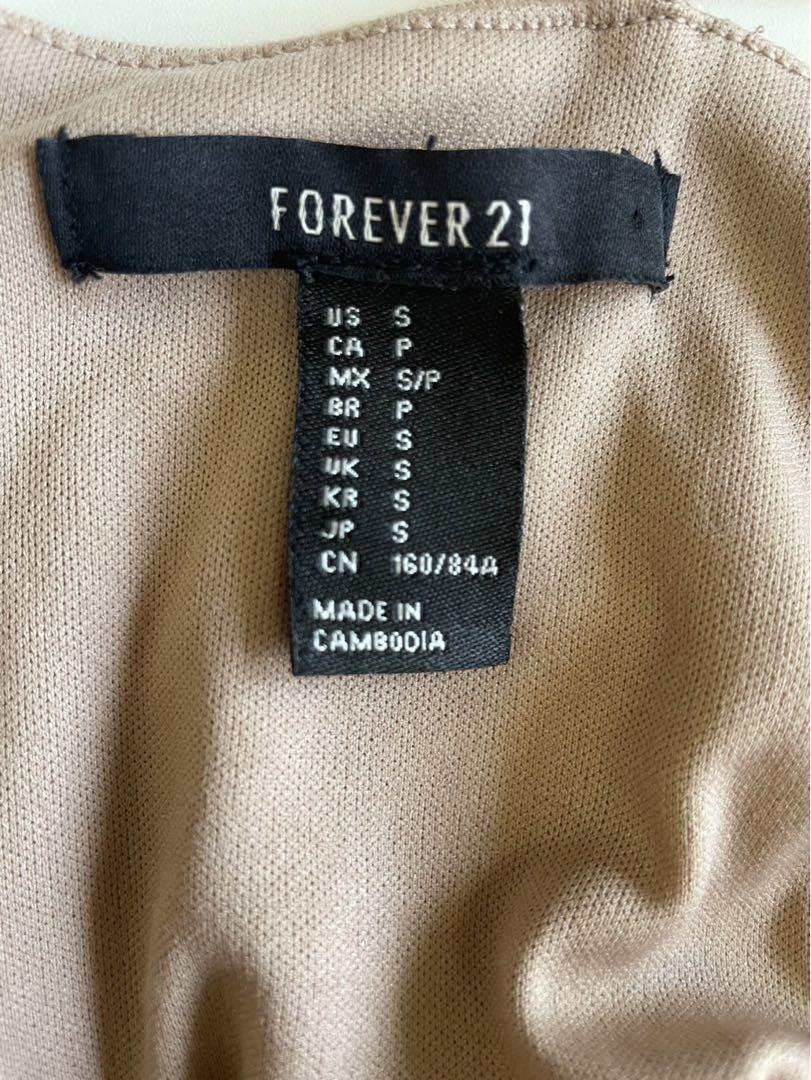 FOREVER 21
US S
CA P
MX S/P
BR P
EU S
UK S
KR S
JP S
CN 160/84A
MADE IN
CAMBODIA